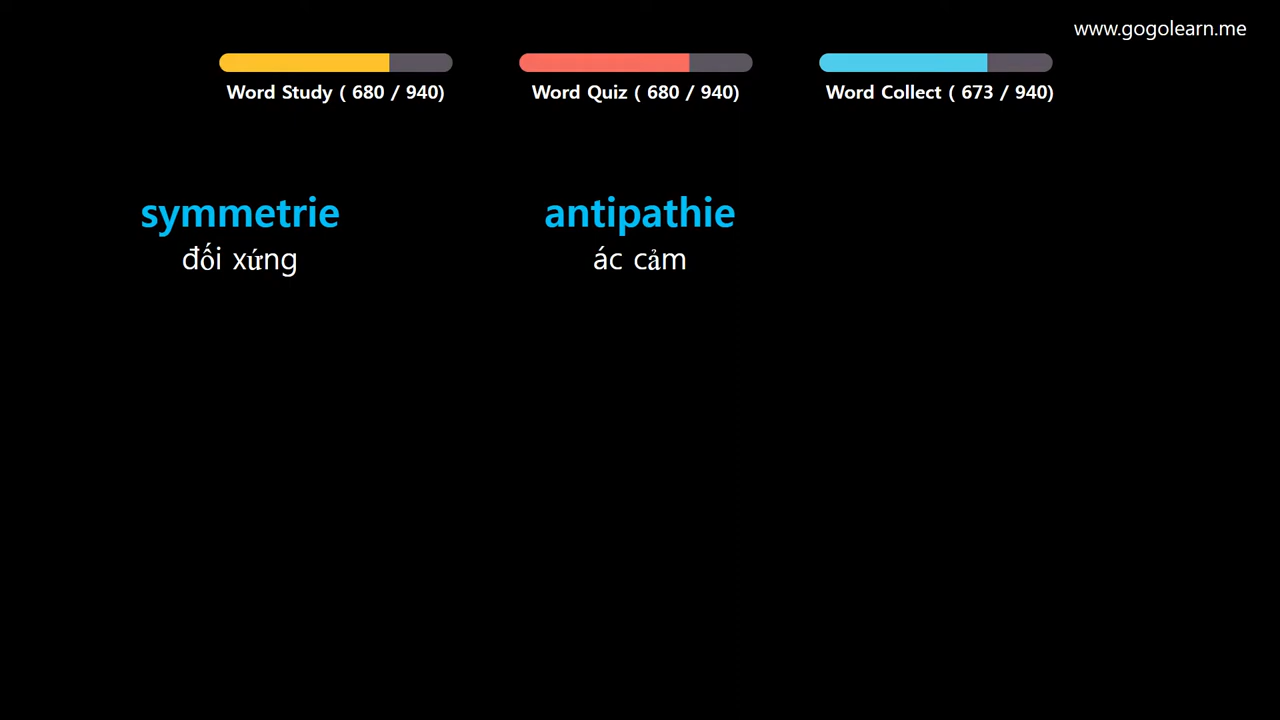 www.gogolearn.me
Word Study ( 680 / 940)
Word Quiz ( 680 / 940)
Word Collect ( 673 / 940)
symmetrie
đối xứng
antipathie
ác cảm